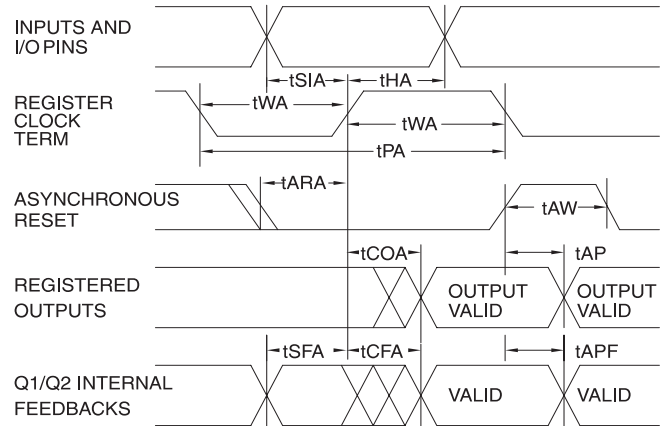 INPUTS AND
I/O PINS
tSIA
tHA
REGISTER
CLOCK
TERM
tWA
tWA
tPA
ASYNCHRONOUS
RESET
tARA
tAW
REGISTERED
OUTPUTS
tCOA
tAP
OUTPUT
VALID
OUTPUT
VALID
Q1/Q2 INTERNAL
FEEDBACKS
tSFA
tCFA
tAPF
VALID
VALID